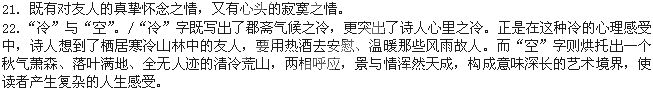 21. 既有对友人的真挚怀念之情，又有心头的寂寞之情。
22. “冷”与“空”。/“冷”字既写出了郡斋气候之冷，更突出了诗人心里之冷。正是在这种冷的心理感受
中，诗人想到了栖居寒冷山林中的友人，要用热酒去安慰、温暖那些风雨故人。而“空”字则烘托出一个
秋气萧森、落叶满地、全无人迹的清冷荒山，两相呼应，景与情浑然天成，构成意味深长的艺术境界，使
读者产生复杂的人生感受。